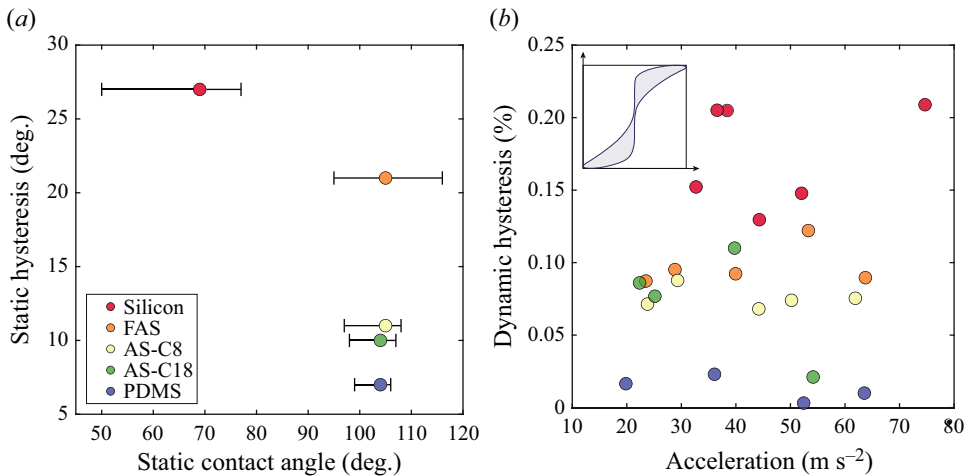 (a)
(b)
Static hysteresis (deg.)
30
25
20
15
10
5
Silicon
FAS
AS-C8
AS-C18
PDMS
50 60 70 80 90 100 110 120
Static contact angle (deg.)
Dynamic hysteresis (%)
0.25
0.20
0.15
0.10
0.05
0
10 20 30 40 50 60 70 80
Acceleration (m s⁻²)